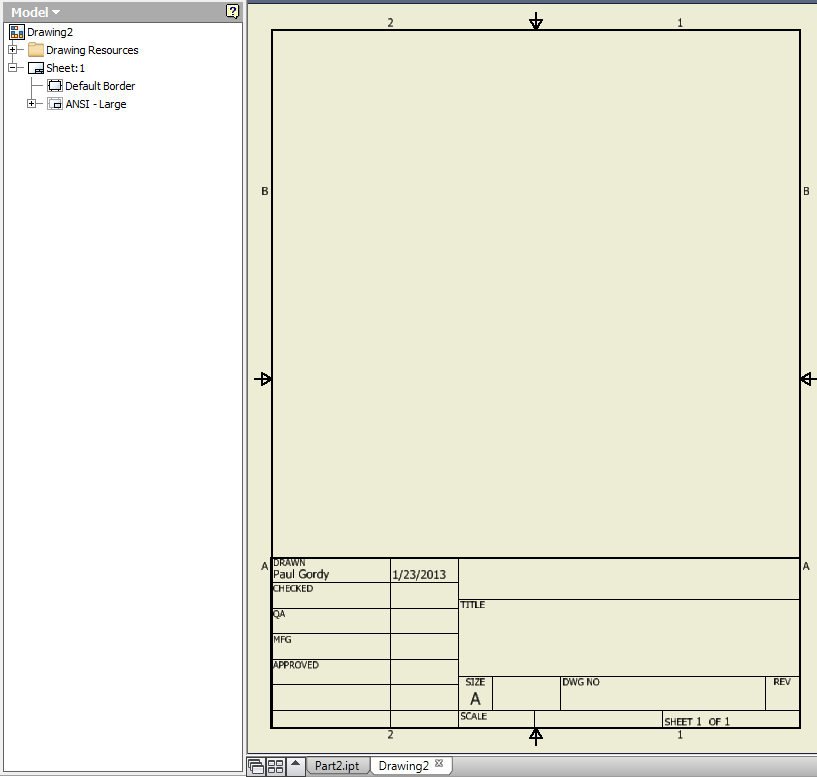 Model
?
Drawing2
Drawing Resources
Sheet:1
Default Border
ANSI - Large
2 1
B B
A A
DRAWN
Paul Gordy 1/23/2013
CHECKED
QA
MFG
APPROVED
TITLE
SIZE DWG NO REV
A
SCALE
SHEET 1 OF 1
2 1
Part2.ipt Drawing2